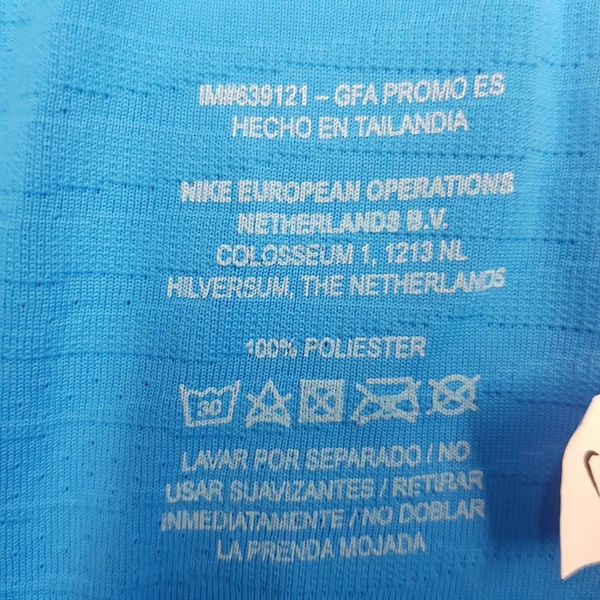 IM#639121 – GFA PROMO ES
HECHO EN TAILANDIA
NIKE EUROPEAN OPERATIONS
NETHERLANDS B.V.
COLOSSEUM 1, 1213 NL
HILVERSUM, THE NETHERLANDS
100% POLIESTER
30
LAVAR POR SEPARADO / NO
USAR SUAVIZANTES / RETIRAR
INMEDIATAMENTE / NO DOBLAR
LA PRENDA MOJADA